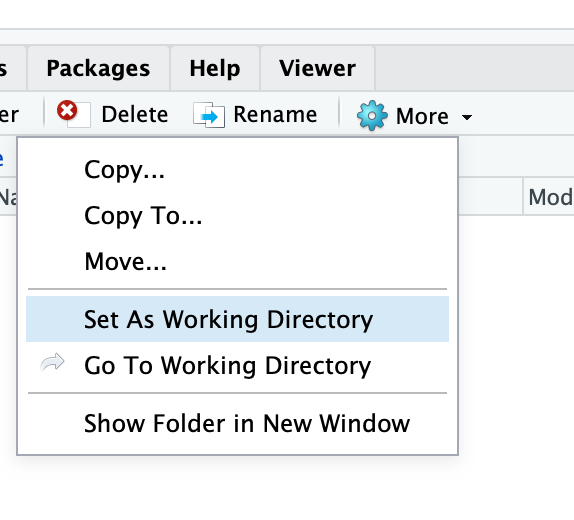 s Packages Help Viewer
er Delete Rename More
e
Copy...
Na Mod
Copy To...
Move...
Set As Working Directory
Go To Working Directory
Show Folder in New Window